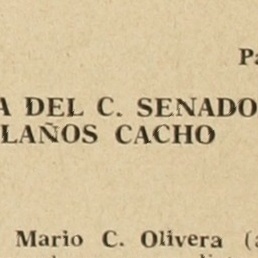 Pa
A DEL C. SENADO
LAÑOS CACHO
Mario C. Olivera (a